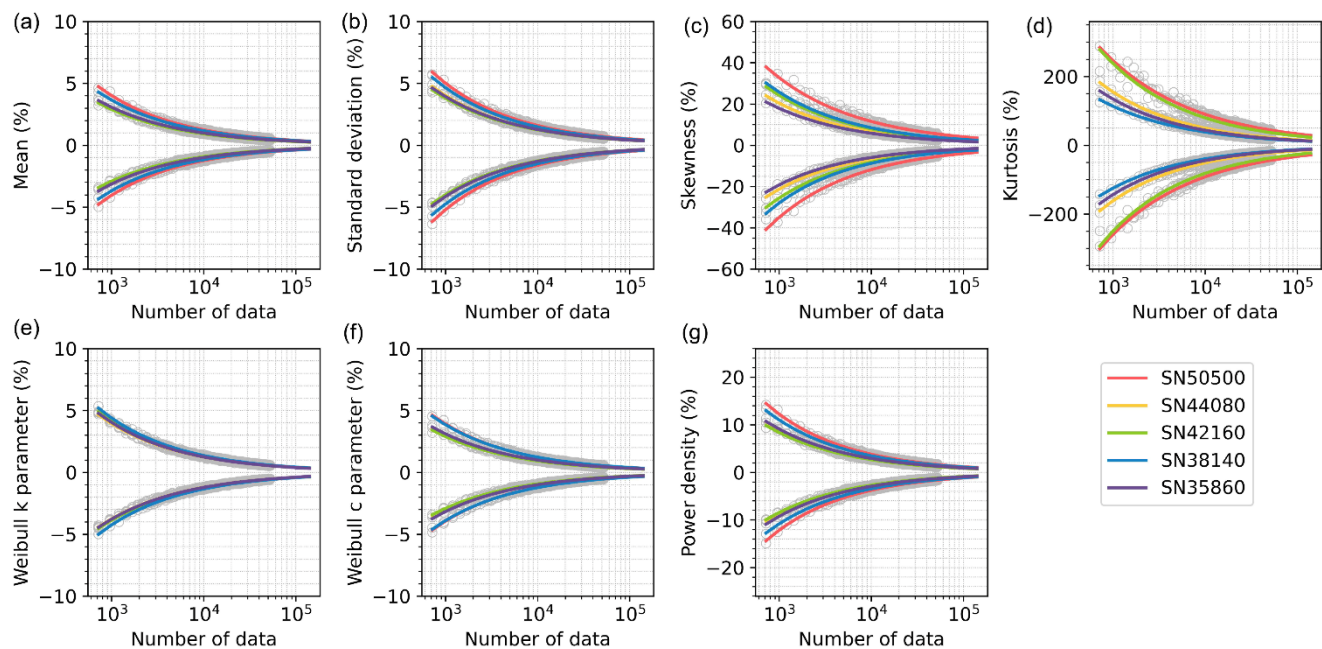 (a)
10
5
0
−5
−10
Mean (%)
10³
10⁴
10⁵
Number of data
(b)
10
5
0
−5
−10
Standard deviation (%)
10³
10⁴
10⁵
Number of data
(c)
60
40
20
0
−20
−40
−60
Skewness (%)
10³
10⁴
10⁵
Number of data
(d)
200
0
−200
Kurtosis (%)
10³
10⁴
10⁵
Number of data
(e)
10
5
0
−5
−10
Weibull k parameter (%)
10³
10⁴
10⁵
Number of data
(f)
10
5
0
−5
−10
Weibull c parameter (%)
10³
10⁴
10⁵
Number of data
(g)
20
10
0
−10
−20
Power density (%)
10³
10⁴
10⁵
Number of data
SN50500
SN44080
SN42160
SN38140
SN35860